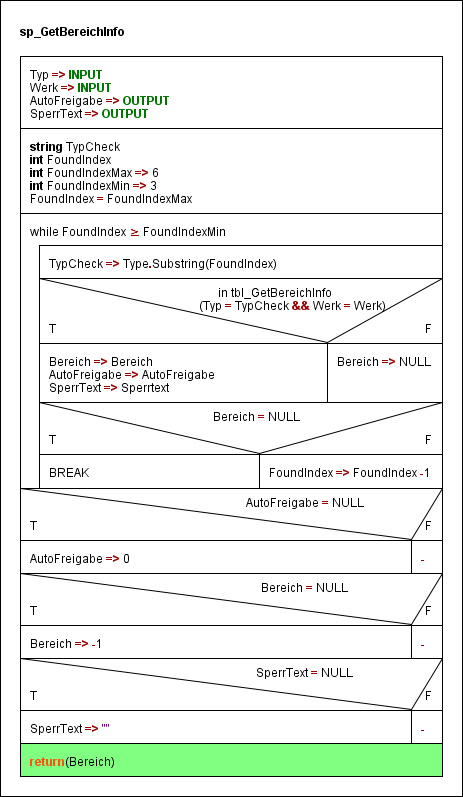 sp_GetBereichInfo
Typ => INPUT
Werk => INPUT
AutoFreigabe => OUTPUT
SperrText => OUTPUT
string TypCheck
int FoundIndex
int FoundIndexMax => 6
int FoundIndexMin => 3
FoundIndex = FoundIndexMax
while FoundIndex ≥ FoundIndexMin
TypCheck => Type.Substring(FoundIndex)
in tbl_GetBereichInfo
(Typ = TypCheck && Werk = Werk)
T F
Bereich => Bereich Bereich => NULL
AutoFreigabe => AutoFreigabe
SperrText => Sperrtext
Bereich = NULL
T F
BREAK FoundIndex => FoundIndex -1
AutoFreigabe = NULL
T F
AutoFreigabe => 0 -
Bereich = NULL
T F
Bereich => -1 -
SperrText = NULL
T F
SperrText => "" -
return(Bereich)